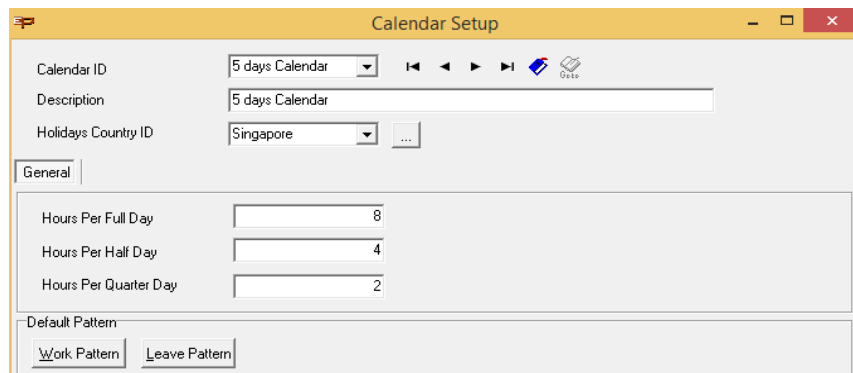 Calendar Setup
Calendar ID 5 days Calendar Goto
Description 5 days Calendar
Holidays Country ID Singapore ...
General
Hours Per Full Day 8
Hours Per Half Day 4
Hours Per Quarter Day 2
Default Pattern
Work Pattern Leave Pattern